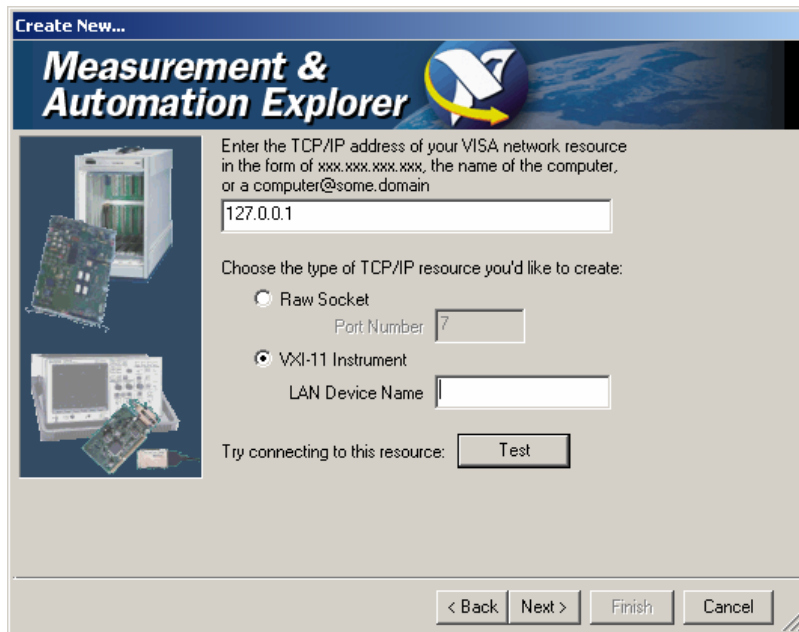 Create New...
Measurement &
Automation Explorer
Enter the TCP/IP address of your VISA network resource
in the form of xxx.xxx.xxx.xxx, the name of the computer,
or a computer@some.domain
127.0.0.1
Choose the type of TCP/IP resource you'd like to create:
Raw Socket
Port Number 7
VXI-11 Instrument
LAN Device Name
Try connecting to this resource: Test
< Back Next > Finish Cancel